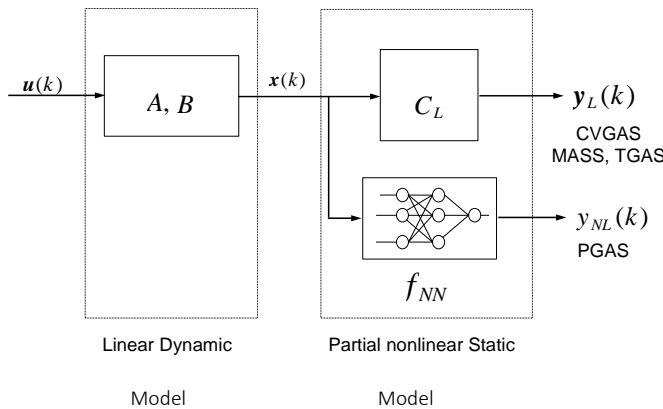 u(k)
A, B
x(k)
C_L
y_L(k)
CVGAS
MASS, TGAS
f_NN
y_NL(k)
PGAS
Linear Dynamic
Partial nonlinear Static
Model
Model